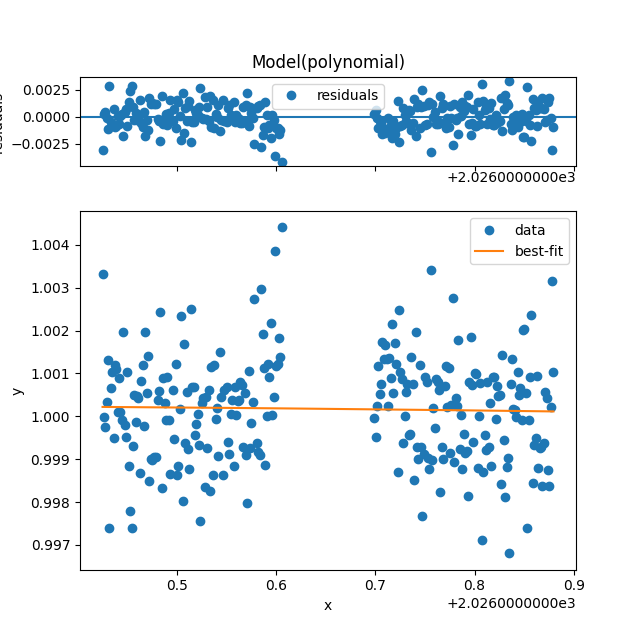 Model(polynomial)
0.0025
0.0000
−0.0025
residuals
residuals
+2.0260000000e3
1.004
1.003
1.002
1.001
1.000
0.999
0.998
0.997
y
data
best-fit
0.5
0.6
0.7
0.8
0.9
x
+2.0260000000e3